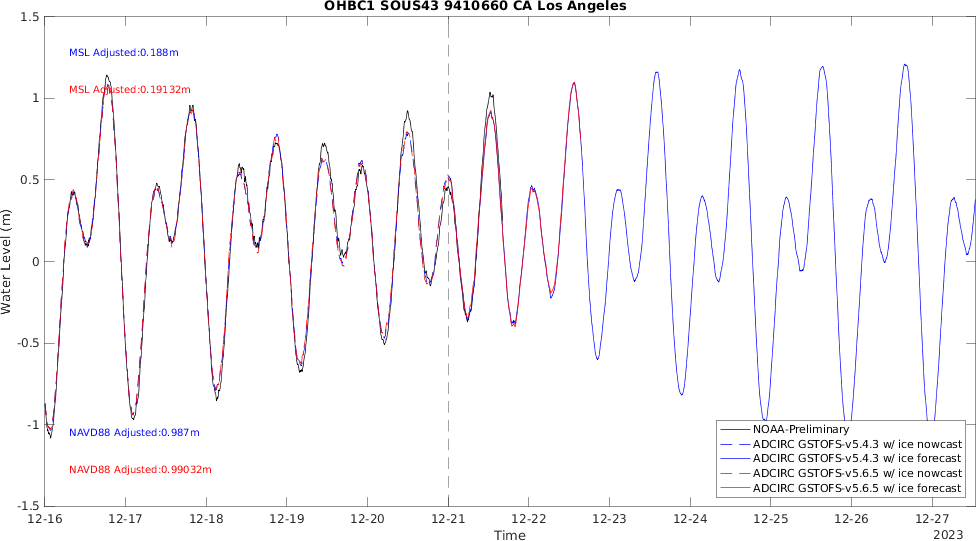 OHBC1 SOUS43 9410660 CA Los Angeles
1.5
MSL Adjusted:0.188m
1
MSL Adjusted:0.19132m
0.5
0
-0.5
-1
NAVD88 Adjusted:0.987m
NAVD88 Adjusted:0.99032m
-1.5
Water Level (m)
NOAA-Preliminary
ADCIRC GSTOFS-v5.4.3 w/ ice nowcast
ADCIRC GSTOFS-v5.4.3 w/ ice forecast
ADCIRC GSTOFS-v5.6.5 w/ ice nowcast
ADCIRC GSTOFS-v5.6.5 w/ ice forecast
12-16 12-17 12-18 12-19 12-20 12-21 12-22 12-23 12-24 12-25 12-26 12-27
Time
2023